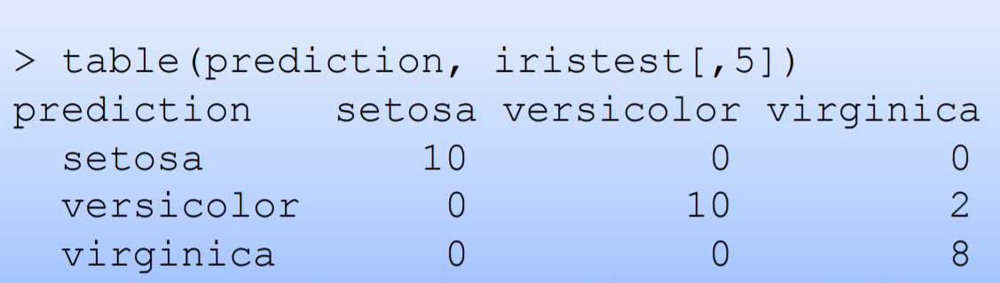 > table(prediction, iristest[,5])
prediction   setosa versicolor virginica
  setosa         10          0         0
  versicolor      0         10         2
  virginica       0          0         8